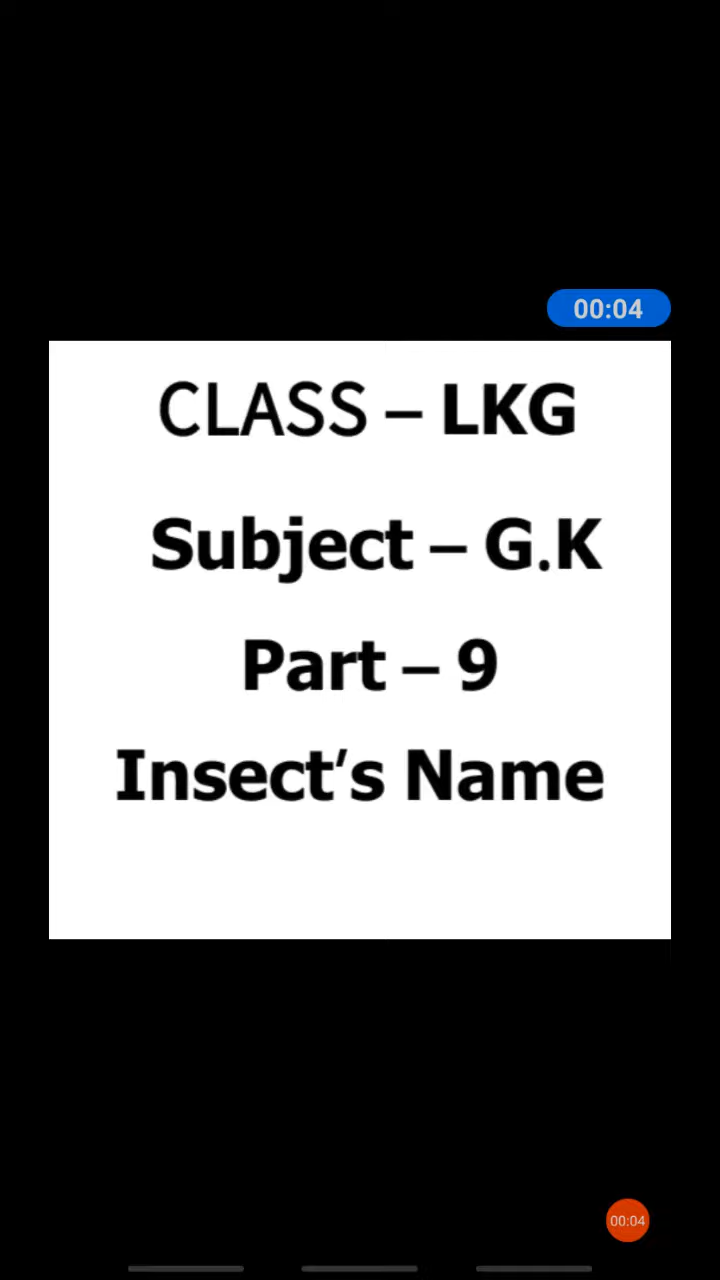 00:04
CLASS – LKG
Subject – G.K
Part – 9
Insect’s Name
00:04